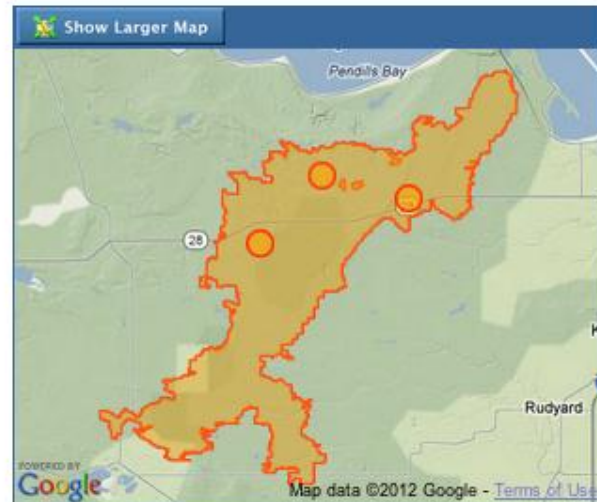 Show Larger Map
Pendills Bay
28
K
Rudyard
POWERED BY
Google
Map data ©2012 Google - Terms of Use